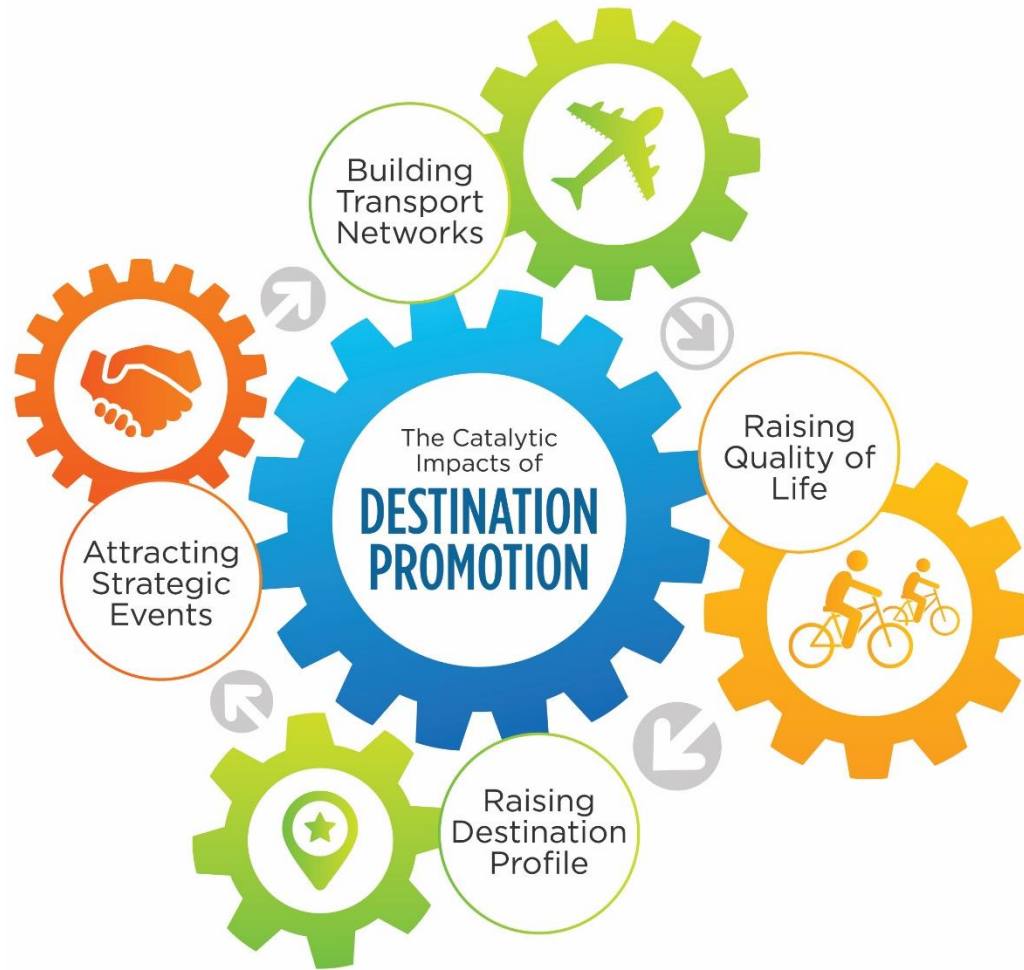 Building
Transport
Networks
The Catalytic
Impacts of
DESTINATION
PROMOTION
Raising
Quality of
Life
Attracting
Strategic
Events
Raising
Destination
Profile